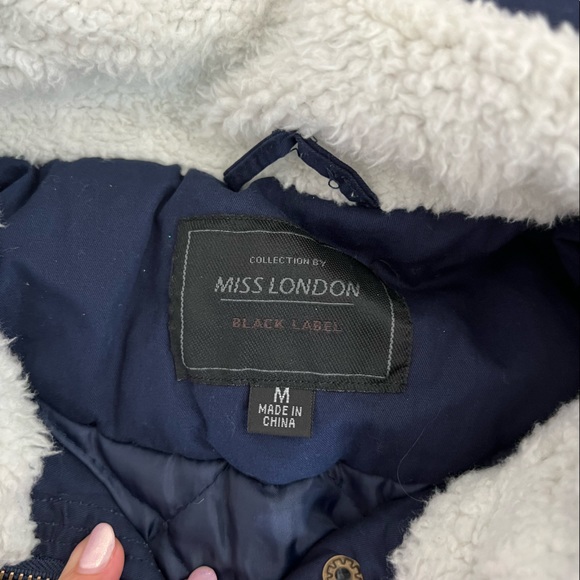 COLLECTION BY
MISS LONDON
BLACK LABEL
M
MADE IN
CHINA